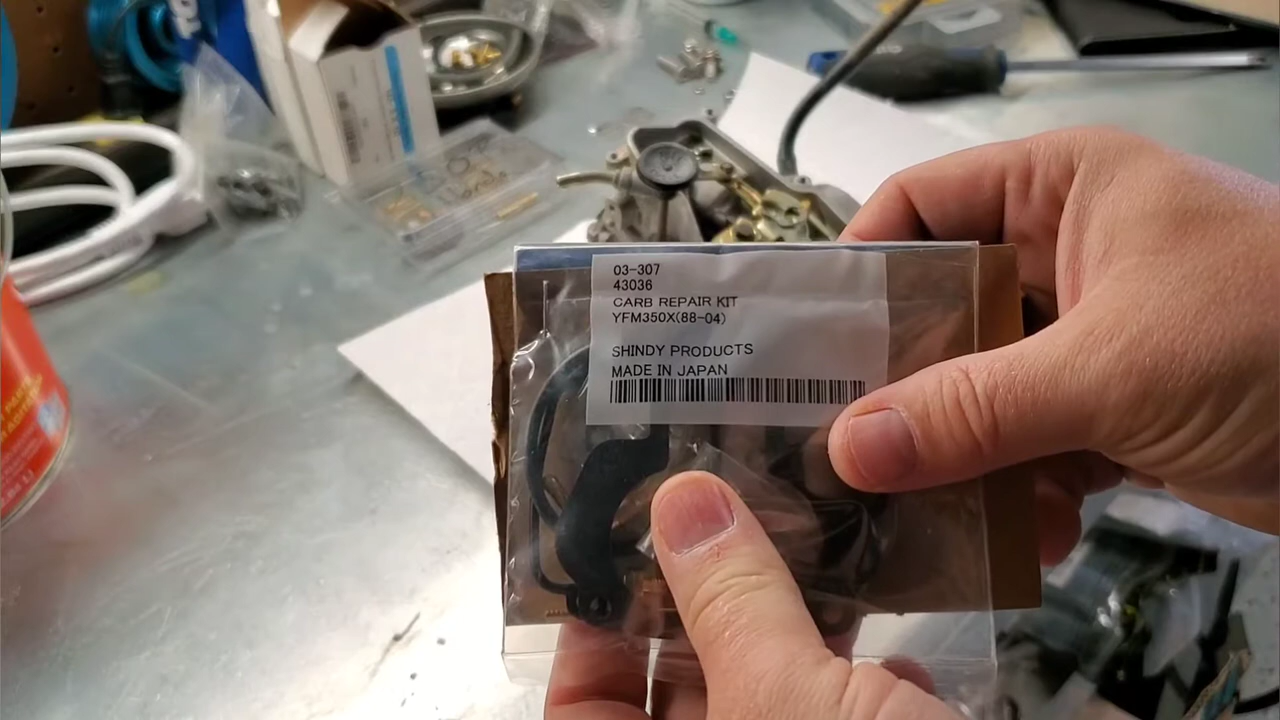 03-307
43036
CARB REPAIR KIT
YFM350X(88-04)
SHINDY PRODUCTS
MADE IN JAPAN